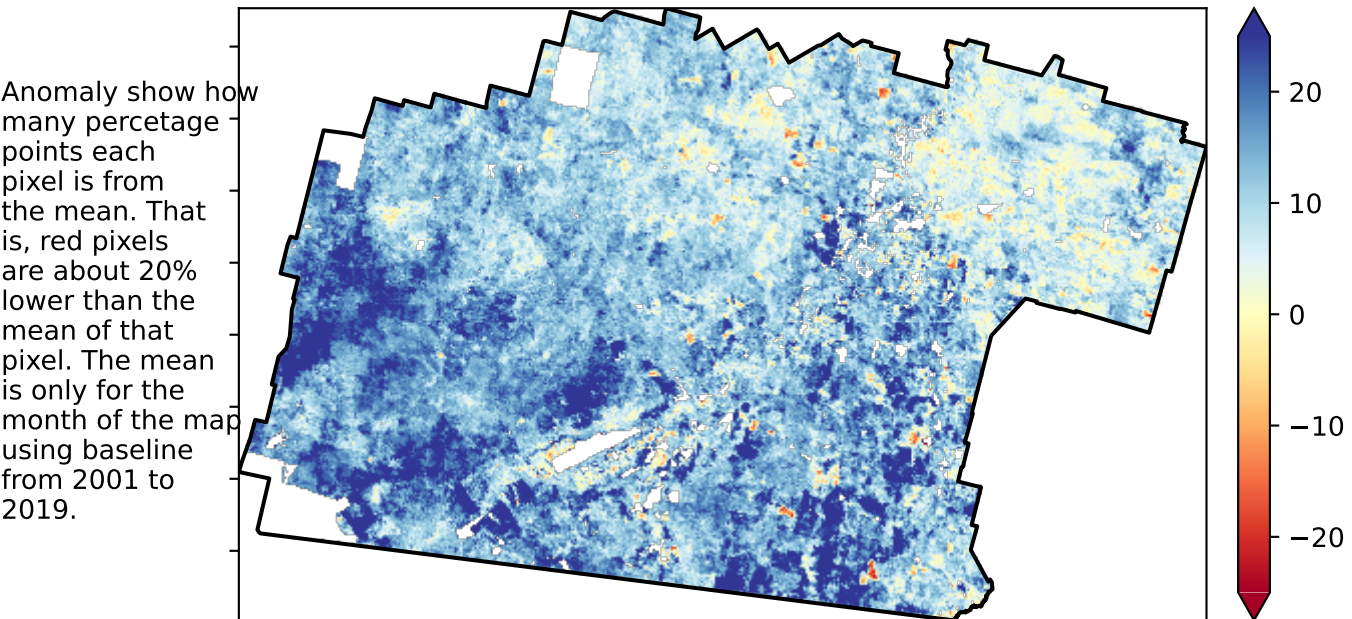 Anomaly show how
many percetage
points each
pixel is from
the mean. That
is, red pixels
are about 20%
lower than the
mean of that
pixel. The mean
is only for the
month of the map
using baseline
from 2001 to
2019.
20
10
0
−10
−20